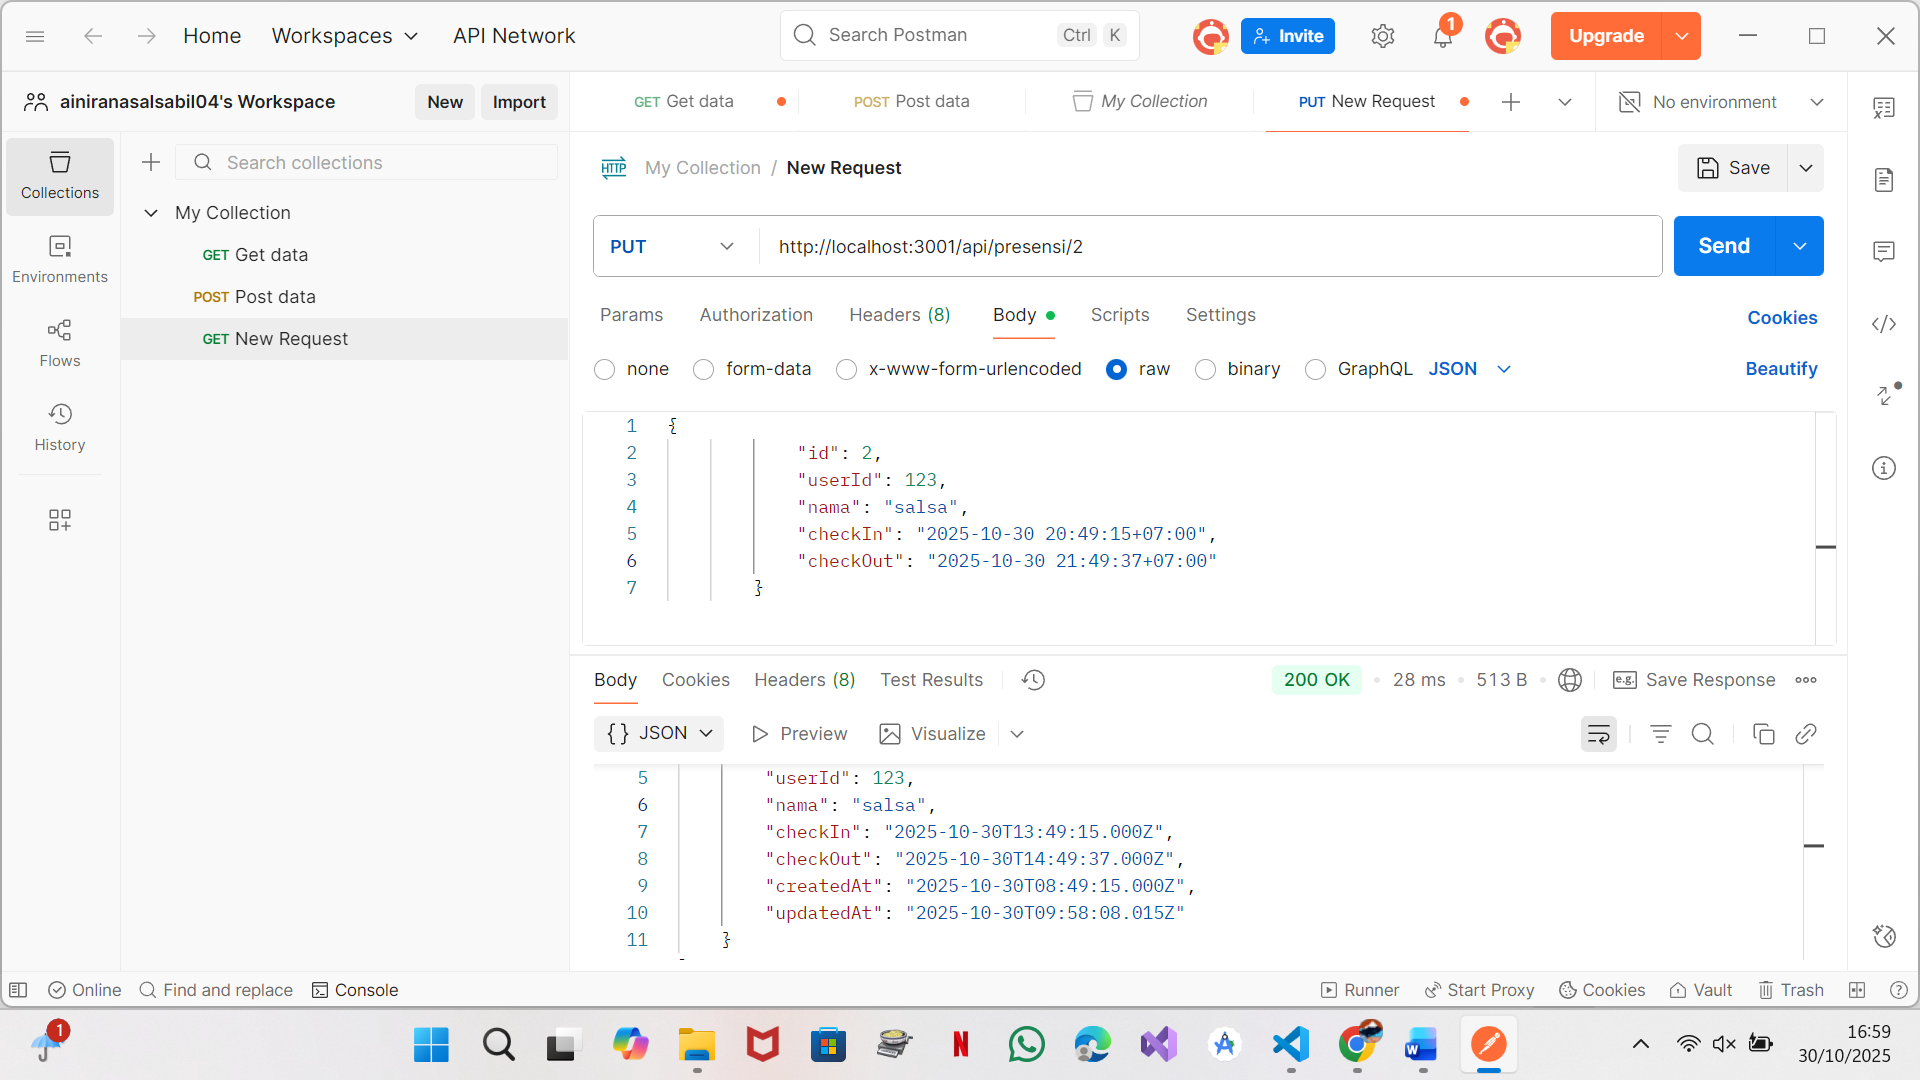 Home Workspaces API Network Search Postman Ctrl K Invite 1 Upgrade
ainiranasalsabil04's Workspace New Import GET Get data POST Post data My Collection PUT New Request No environment
Collections
Search collections
HTTP My Collection / New Request Save
My Collection
GET Get data
POST Post data
GET New Request
Environments
Flows
History
PUT http://localhost:3001/api/presensi/2 Send
Params Authorization Headers (8) Body Scripts Settings Cookies
none form-data x-www-form-urlencoded raw binary GraphQL JSON Beautify
1 {
2 "id": 2,
3 "userId": 123,
4 "nama": "salsa",
5 "checkIn": "2025-10-30 20:49:15+07:00",
6 "checkOut": "2025-10-30 21:49:37+07:00"
7 }
Body Cookies Headers (8) Test Results 200 OK 28 ms 513 B e.g. Save Response
{} JSON Preview Visualize
5 "userId": 123,
6 "nama": "salsa",
7 "checkIn": "2025-10-30T13:49:15.000Z",
8 "checkOut": "2025-10-30T14:49:37.000Z",
9 "createdAt": "2025-10-30T08:49:15.000Z",
10 "updatedAt": "2025-10-30T09:58:08.015Z"
11 }
Online Find and replace Console Runner Start Proxy Cookies Vault Trash
1
N
W
16:59
30/10/2025